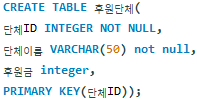 CREATE TABLE 후원단체(
단체ID INTEGER NOT NULL,
단체이름 VARCHAR(50) not null,
후원금 integer,
PRIMARY KEY(단체ID));